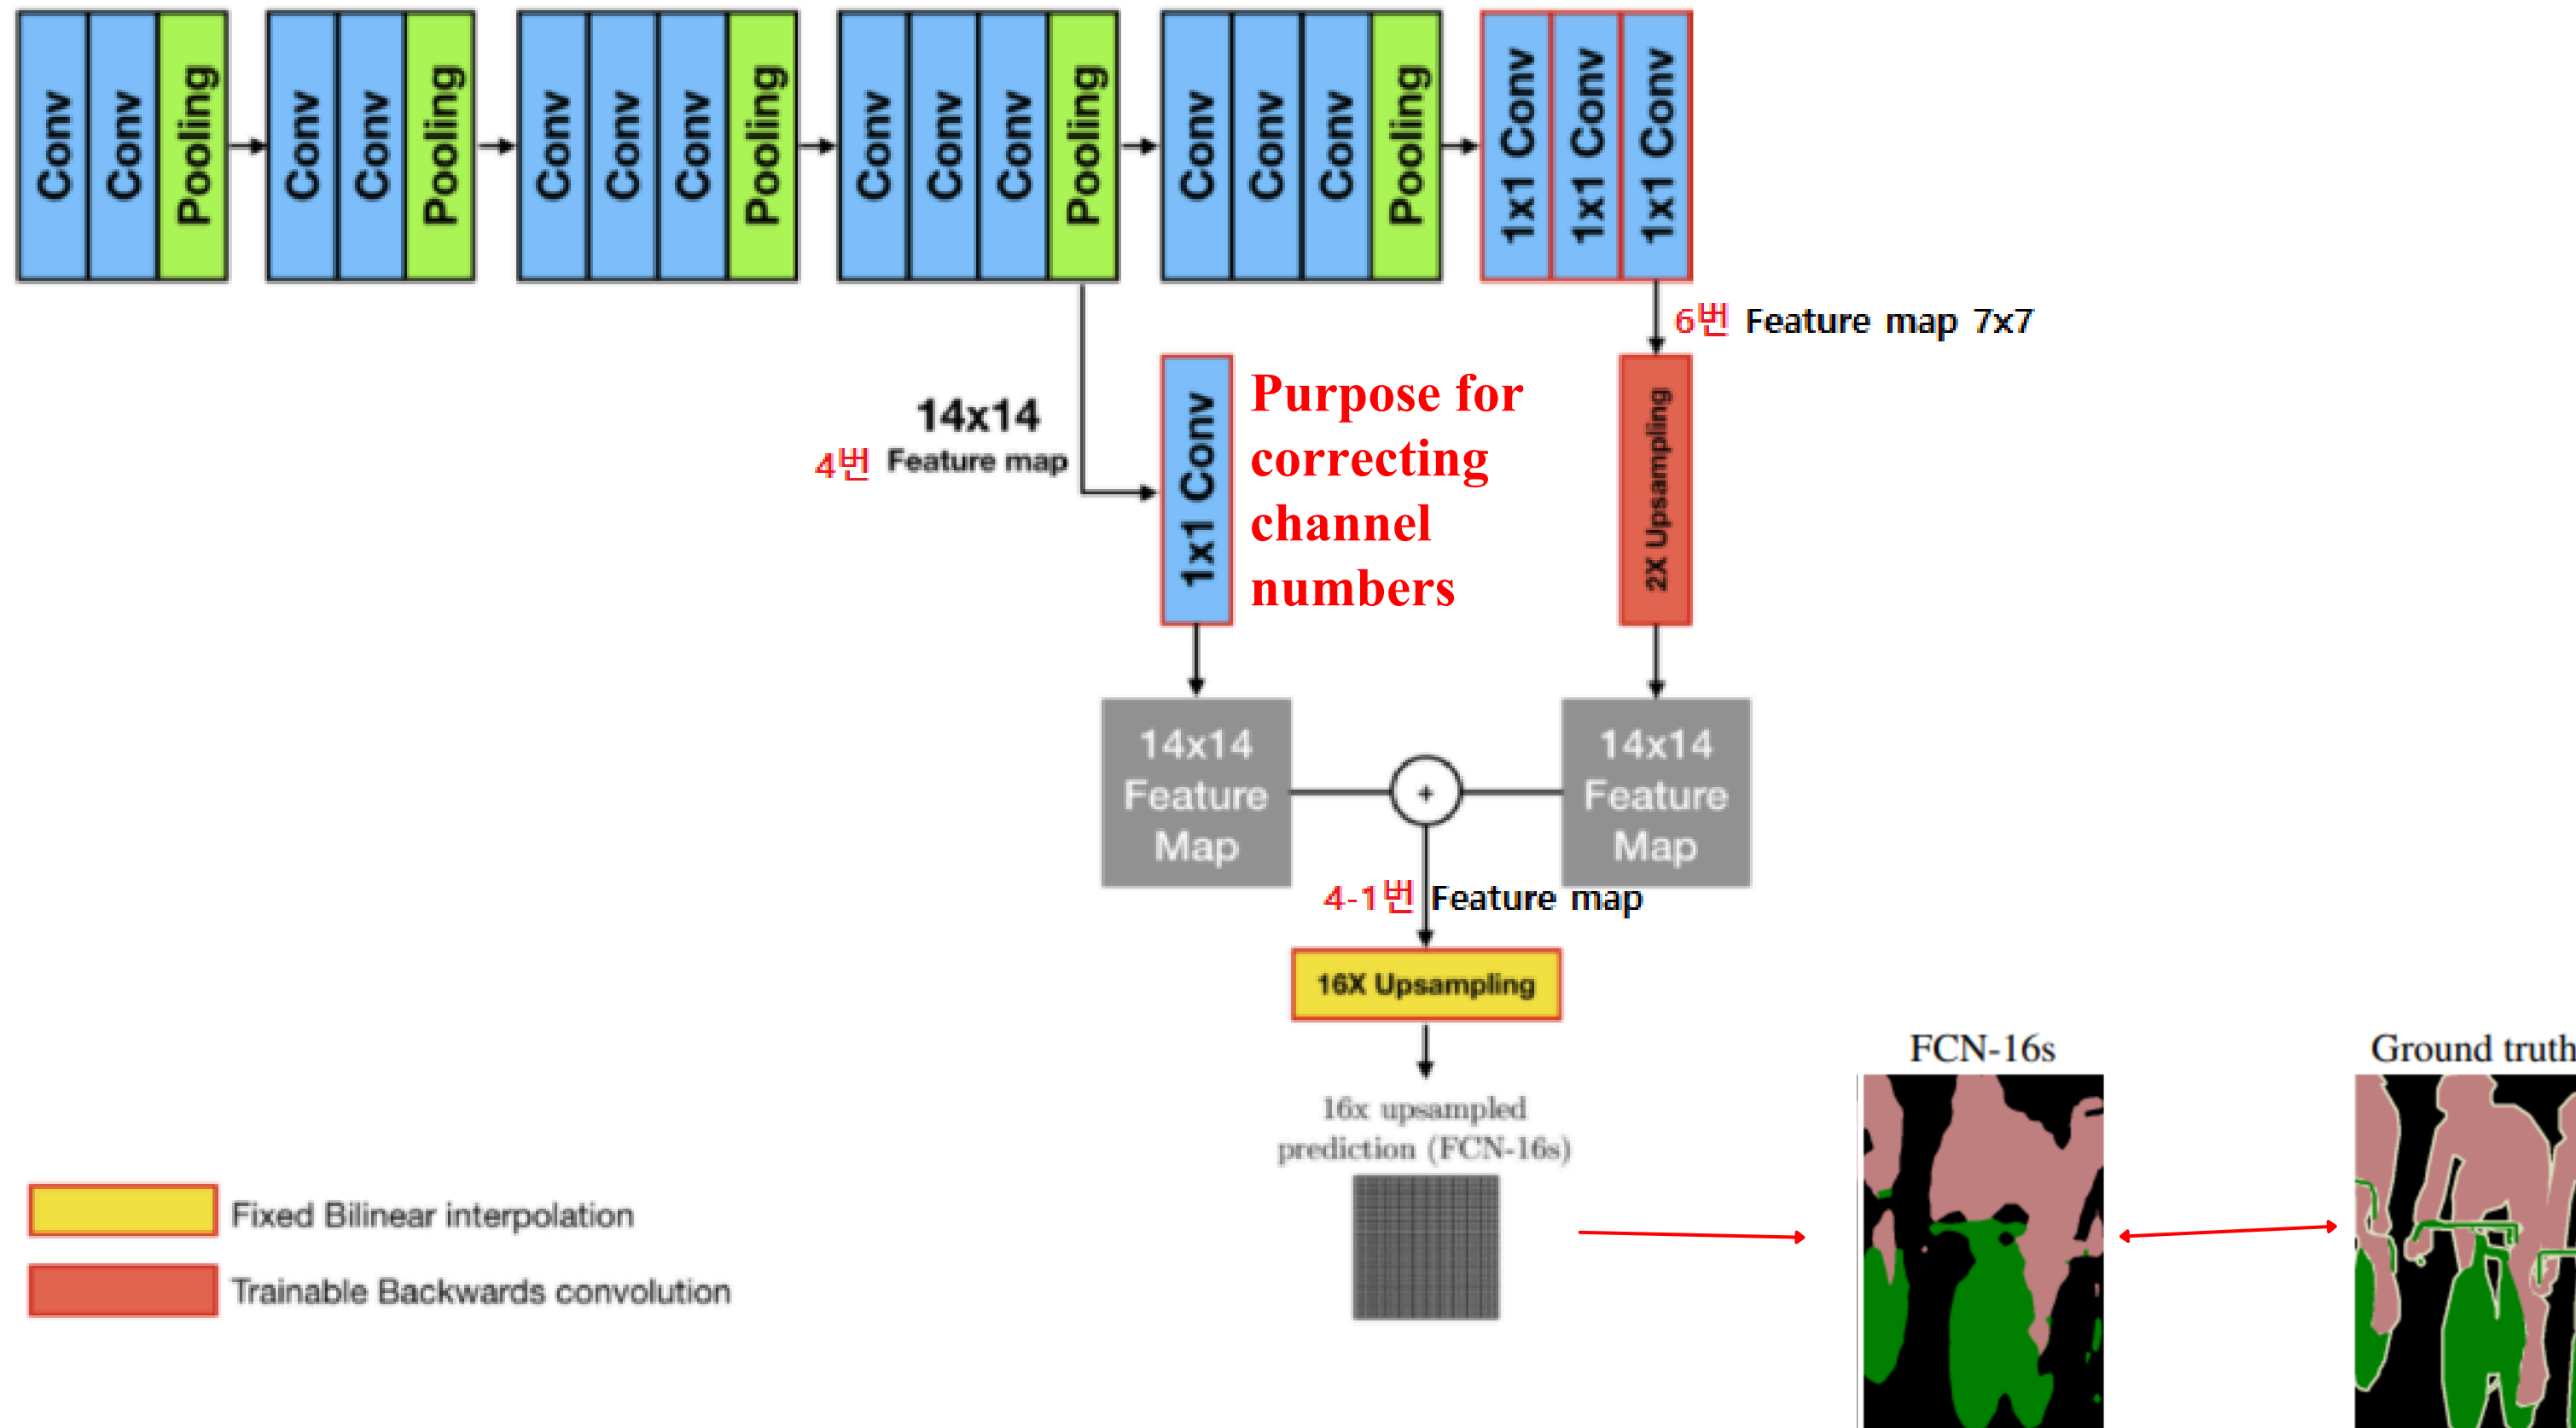 Conv
Conv
Pooling
Conv
Conv
Pooling
Conv
Conv
Conv
Pooling
Conv
Conv
Conv
Pooling
Conv
Conv
Conv
Pooling
1x1 Conv
1x1 Conv
1x1 Conv
6번 Feature map 7x7
14x14
4번 Feature map
1x1 Conv
Purpose for
correcting
channel
numbers
2X Upsampling
14x14
Feature
Map
+
14x14
Feature
Map
4-1번 Feature map
16X Upsampling
16x upsampled
prediction (FCN-16s)
FCN-16s
Ground truth
Fixed Bilinear interpolation
Trainable Backwards convolution